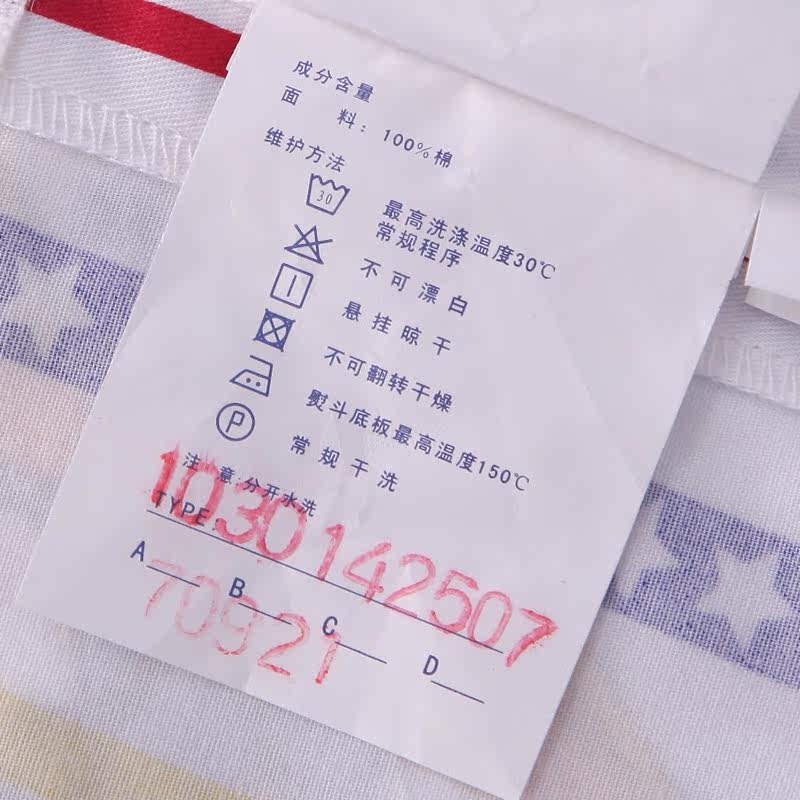 成分含量
面 料：100%棉
维护方法
30 最高洗涤温度30℃
常规程序
不可漂白
悬挂晾干
不可翻转干燥
熨斗底板最高温度150℃
P 常规干洗
注 意：分开水洗
TYPE: 1030142507
A B C D
70921